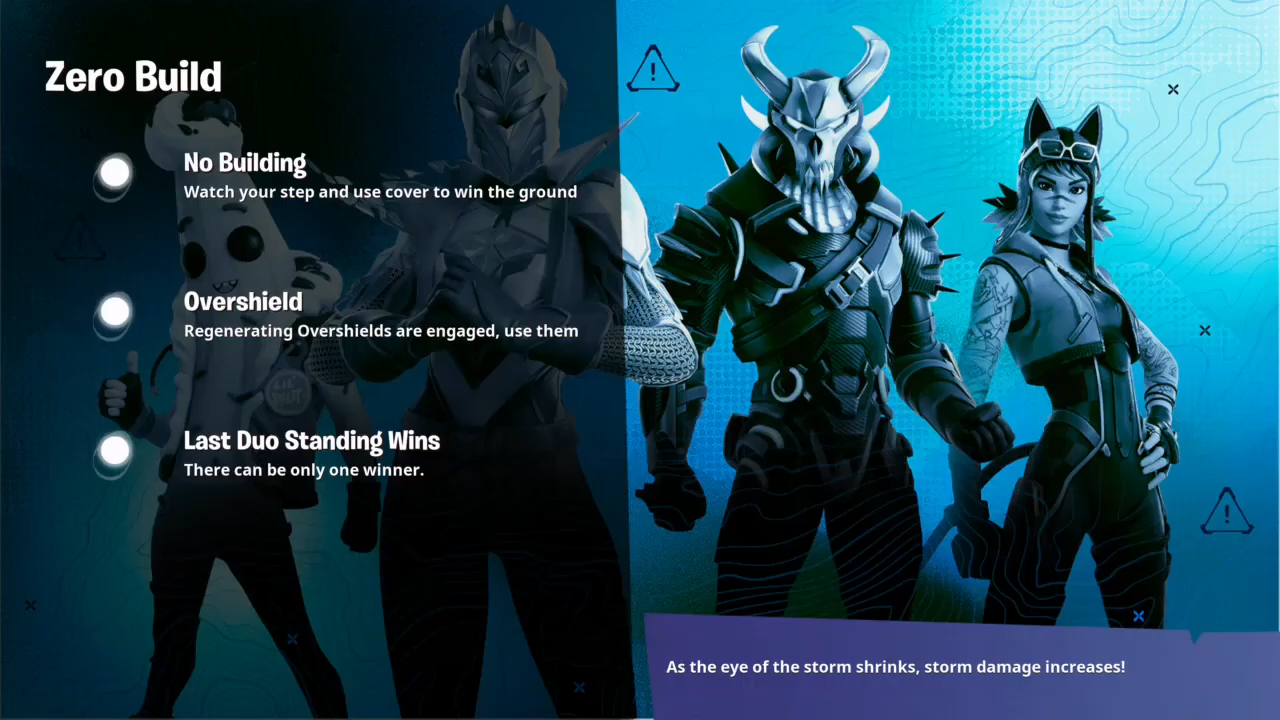 Zero Build
No Building
Watch your step and use cover to win the ground
Overshield
Regenerating Overshields are engaged, use them
Last Duo Standing Wins
There can be only one winner.
As the eye of the storm shrinks, storm damage increases!